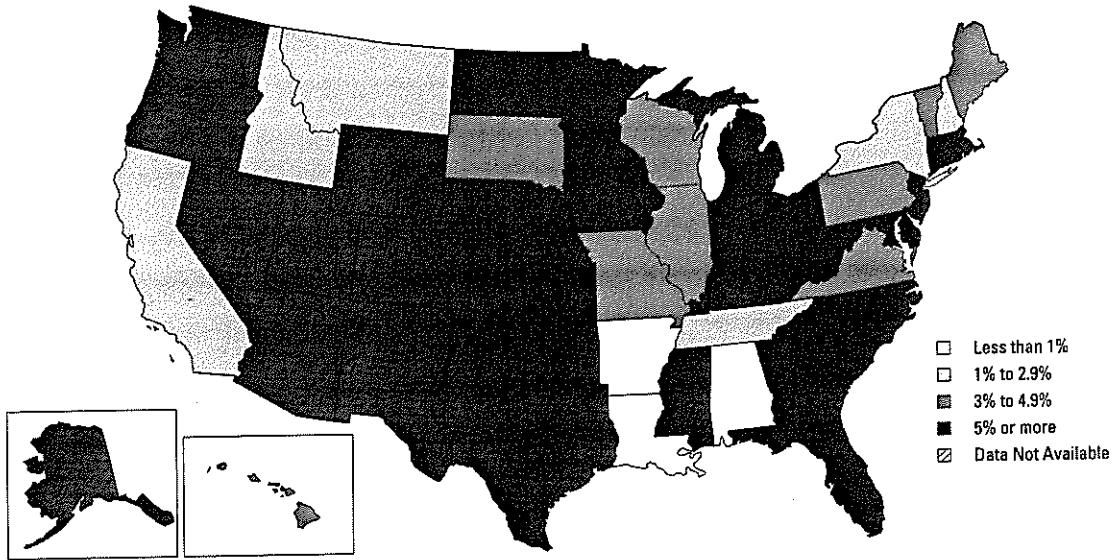 Less than 1%
1% to 2.9%
3% to 4.9%
5% or more
Data Not Available